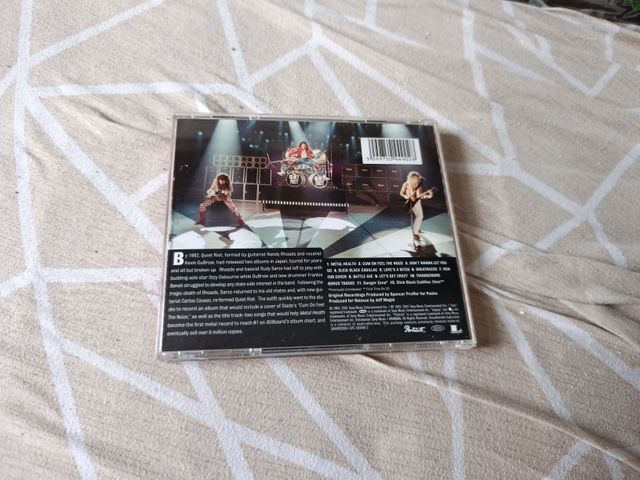 By 1982, Quiet Riot, formed by guitarist Randy Rhoads and vocalist
Kevin DuBrow, had released two albums in Japan, toured for years
and all but broken up. Rhoads and bassist Rudy Sarzo had left to play with
budding solo star Ozzy Osbourne while DuBrow and new drummer Frankie
Banali struggled to develop any state-side interest in the band. Following the
tragic death of Rhoads, Sarzo returned to his old mates and, with new gui-
tarist Carlos Cavazo, re-formed Quiet Riot. The outfit quickly went to the stu-
dio to record an album that would include a cover of Slade's "Cum On Feel
The Noize," as well as the title track–two songs that would help Metal Health
become the first metal record to reach #1 on Billboard's album chart, and
eventually sell over 6 million copies.
1. METAL HEALTH 2. CUM ON FEEL THE NOIZE 3. DON'T WANNA LET YOU
GO 4. SLICK BLACK CADILLAC 5. LOVE'S A BITCH 6. BREATHLESS 7. RUN
FOR COVER 8. BATTLE AXE 9. LET'S GET CRAZY 10. THUNDERBIRD
BONUS TRACKS 11. Danger Zone* 12. Slick Black Cadillac (live)**
Original Recordings Produced by Spencer Proffer for Pasha
Produced for Release by Jeff Magid
Portrait